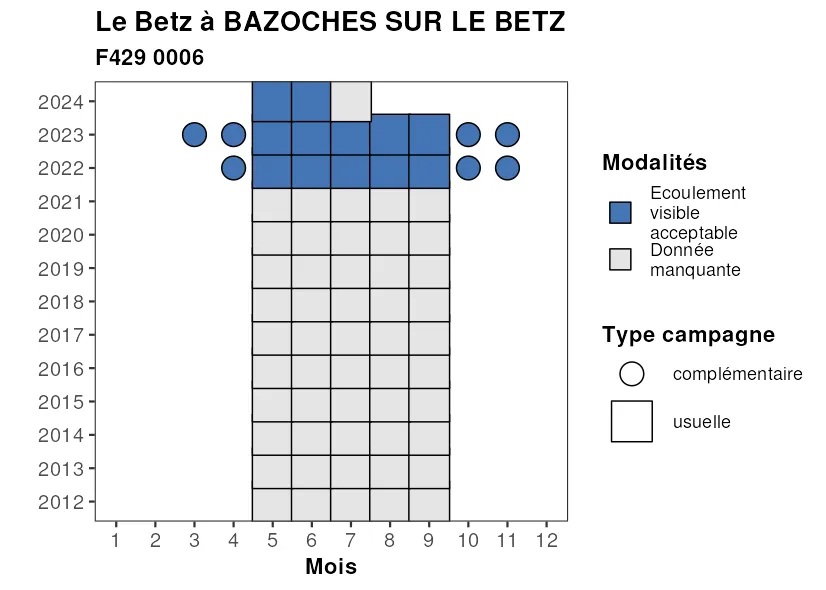 Le Betz à BAZOCHES SUR LE BETZ
F429 0006
2024
2023
2022
2021
2020
2019
2018
2017
2016
2015
2014
2013
2012
1 2 3 4 5 6 7 8 9 10 11 12
Mois
Modalités
Ecoulement
visible
acceptable
Donnée
manquante
Type campagne
complémentaire
usuelle